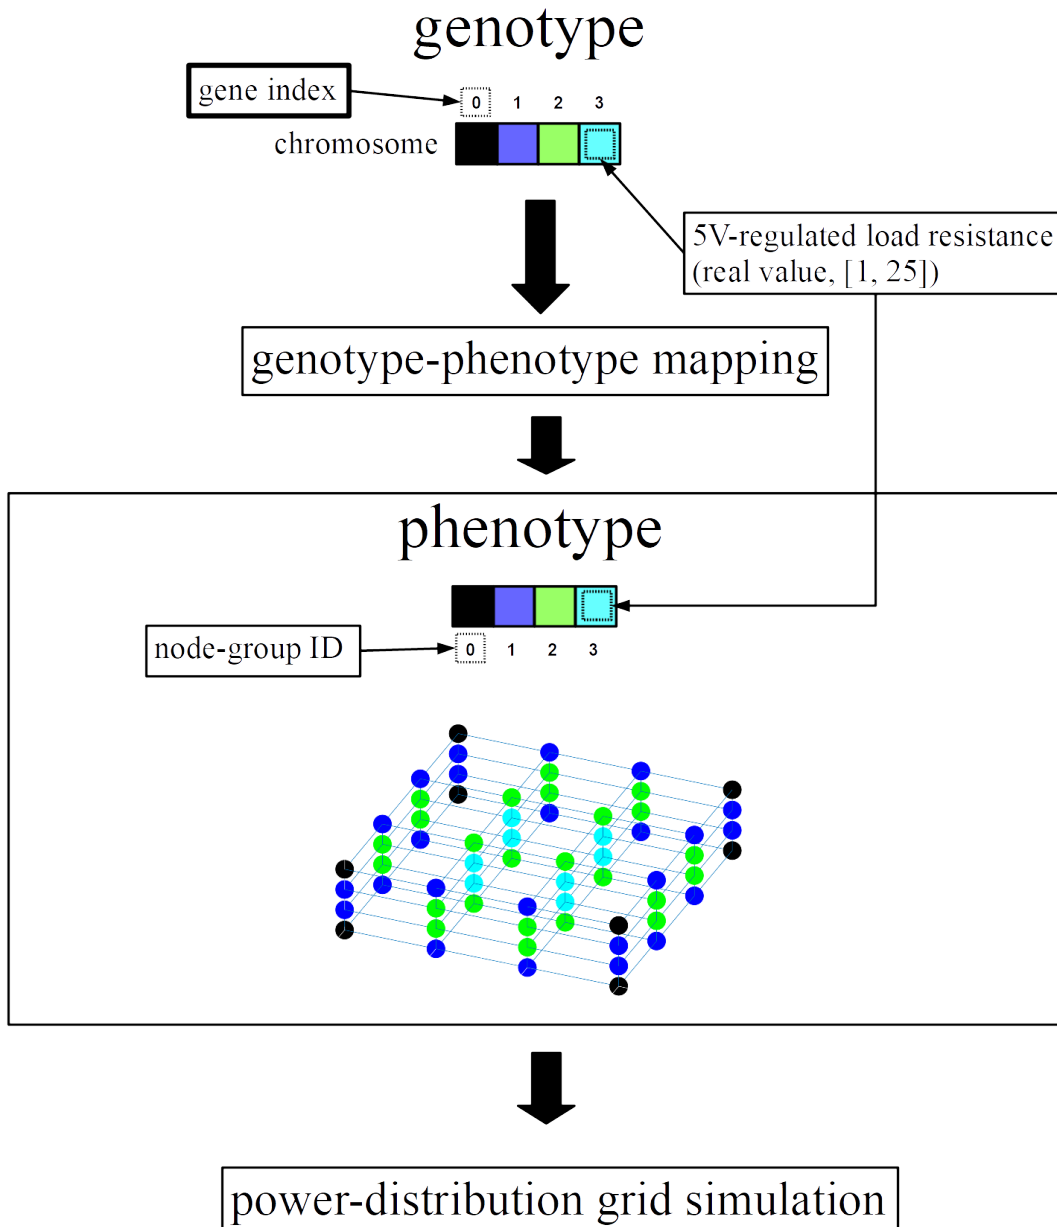 genotype
gene index
0 1 2 3
chromosome
5V-regulated load resistance
(real value, [1, 25])
genotype-phenotype mapping
phenotype
node-group ID
0 1 2 3
power-distribution grid simulation